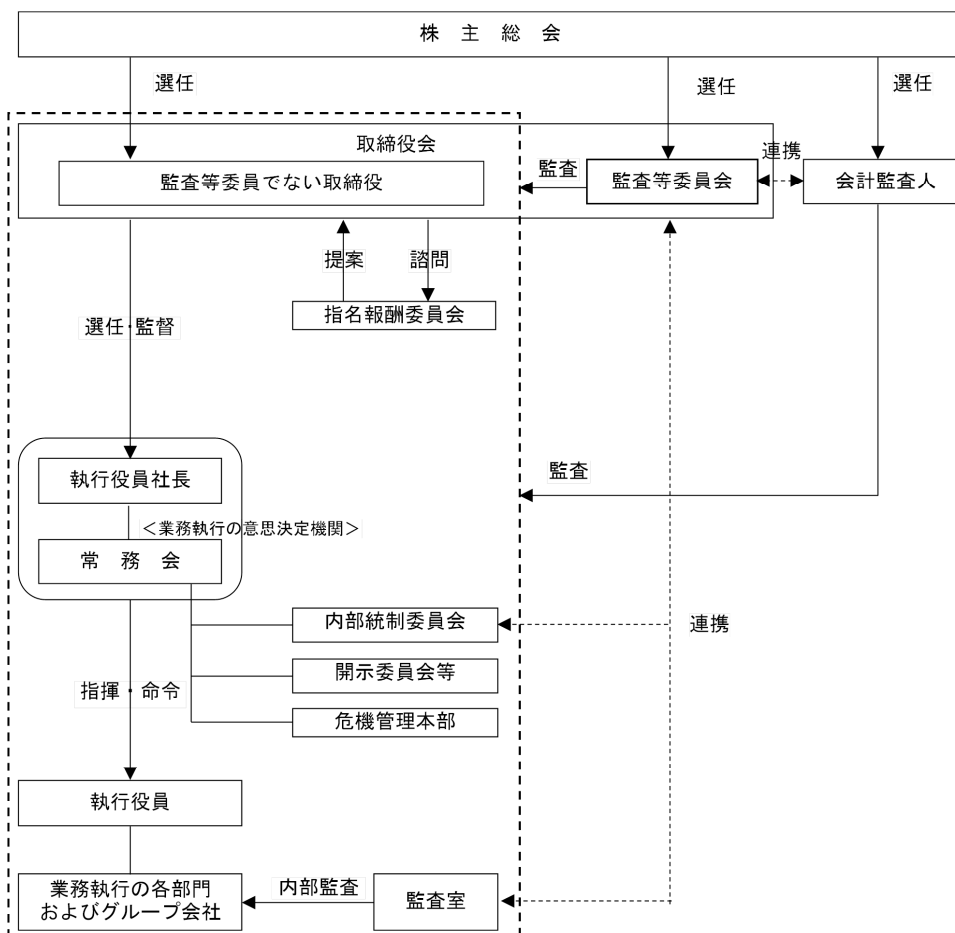 株 主 総 会
選任
選任
選任
取締役会
監査等委員でない取締役
監査
監査等委員会
連携
会計監査人
提案
諮問
指名報酬委員会
選任・監督
執行役員社長
監査
＜業務執行の意思決定機関＞
常 務 会
内部統制委員会
連携
開示委員会等
指揮・命令
危機管理本部
執行役員
業務執行の各部門
およびグループ会社
内部監査
監査室